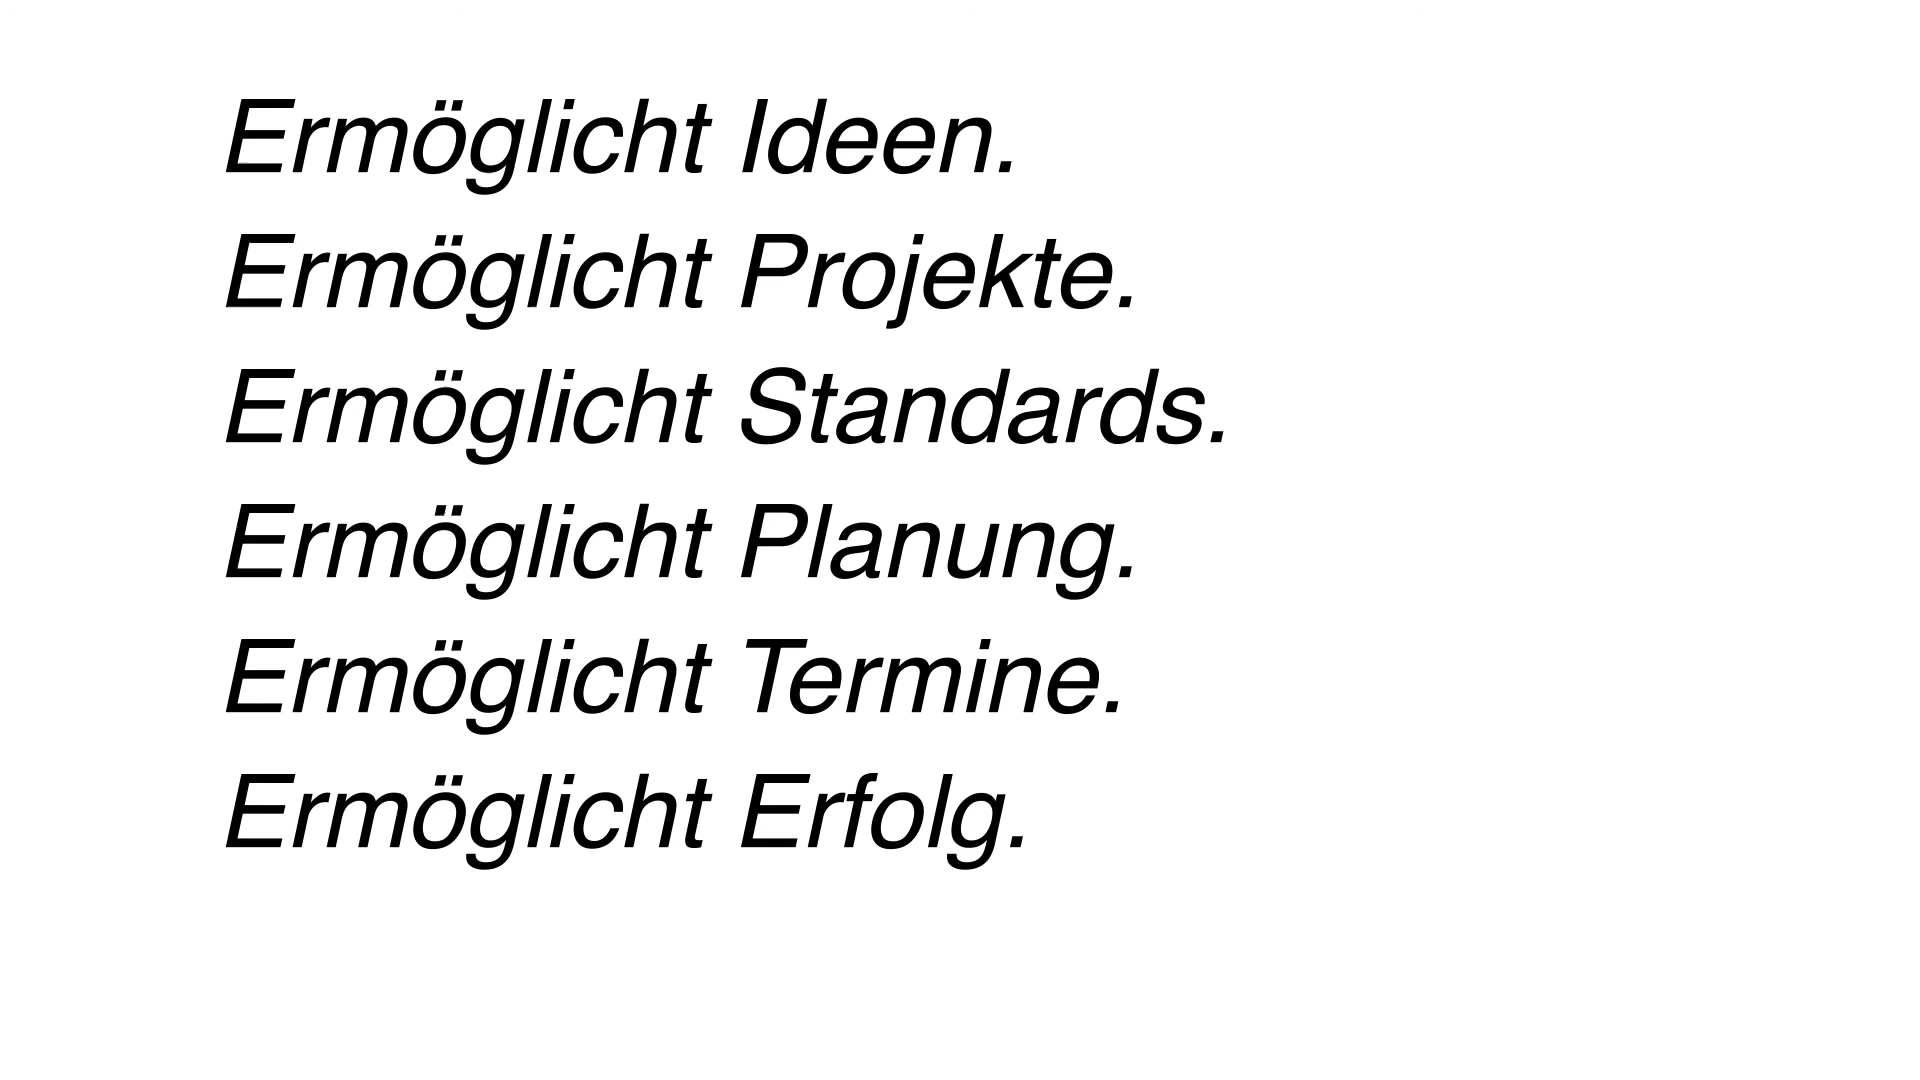 Ermöglicht Ideen.
Ermöglicht Projekte.
Ermöglicht Standards.
Ermöglicht Planung.
Ermöglicht Termine.
Ermöglicht Erfolg.